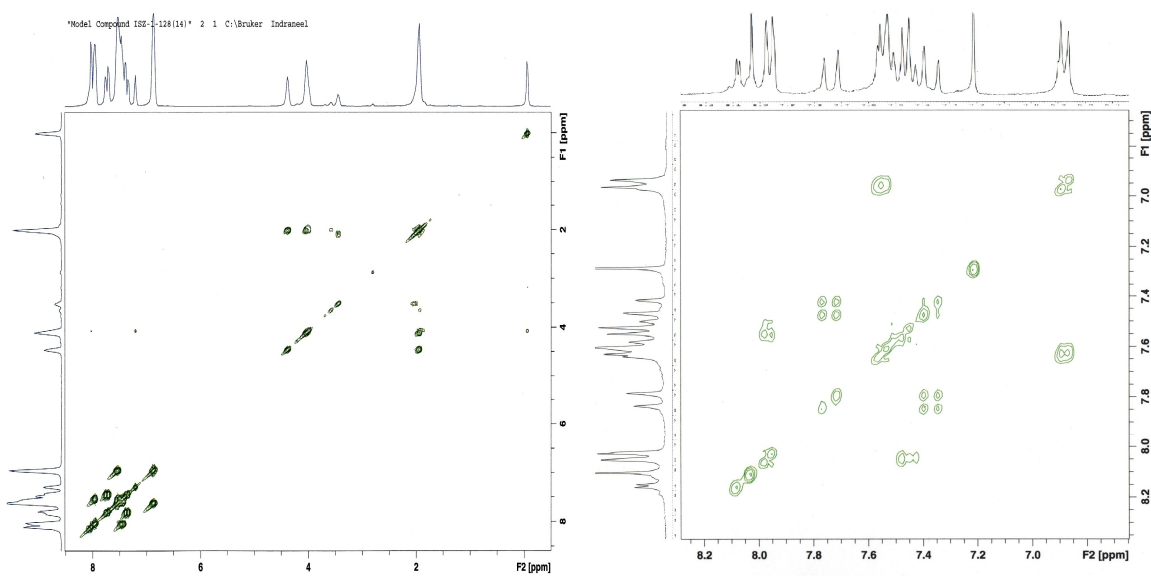 "Model Compound ISZ-1-128(14)" 2 1 C:\Bruker Indraneel
F1 [ppm]
2
4
6
8
8 6 4 2 F2 [ppm]
F1 [ppm]
7.0
7.2
7.4
7.6
7.8
8.0
8.2
8.2 8.0 7.8 7.6 7.4 7.2 7.0 F2 [ppm]